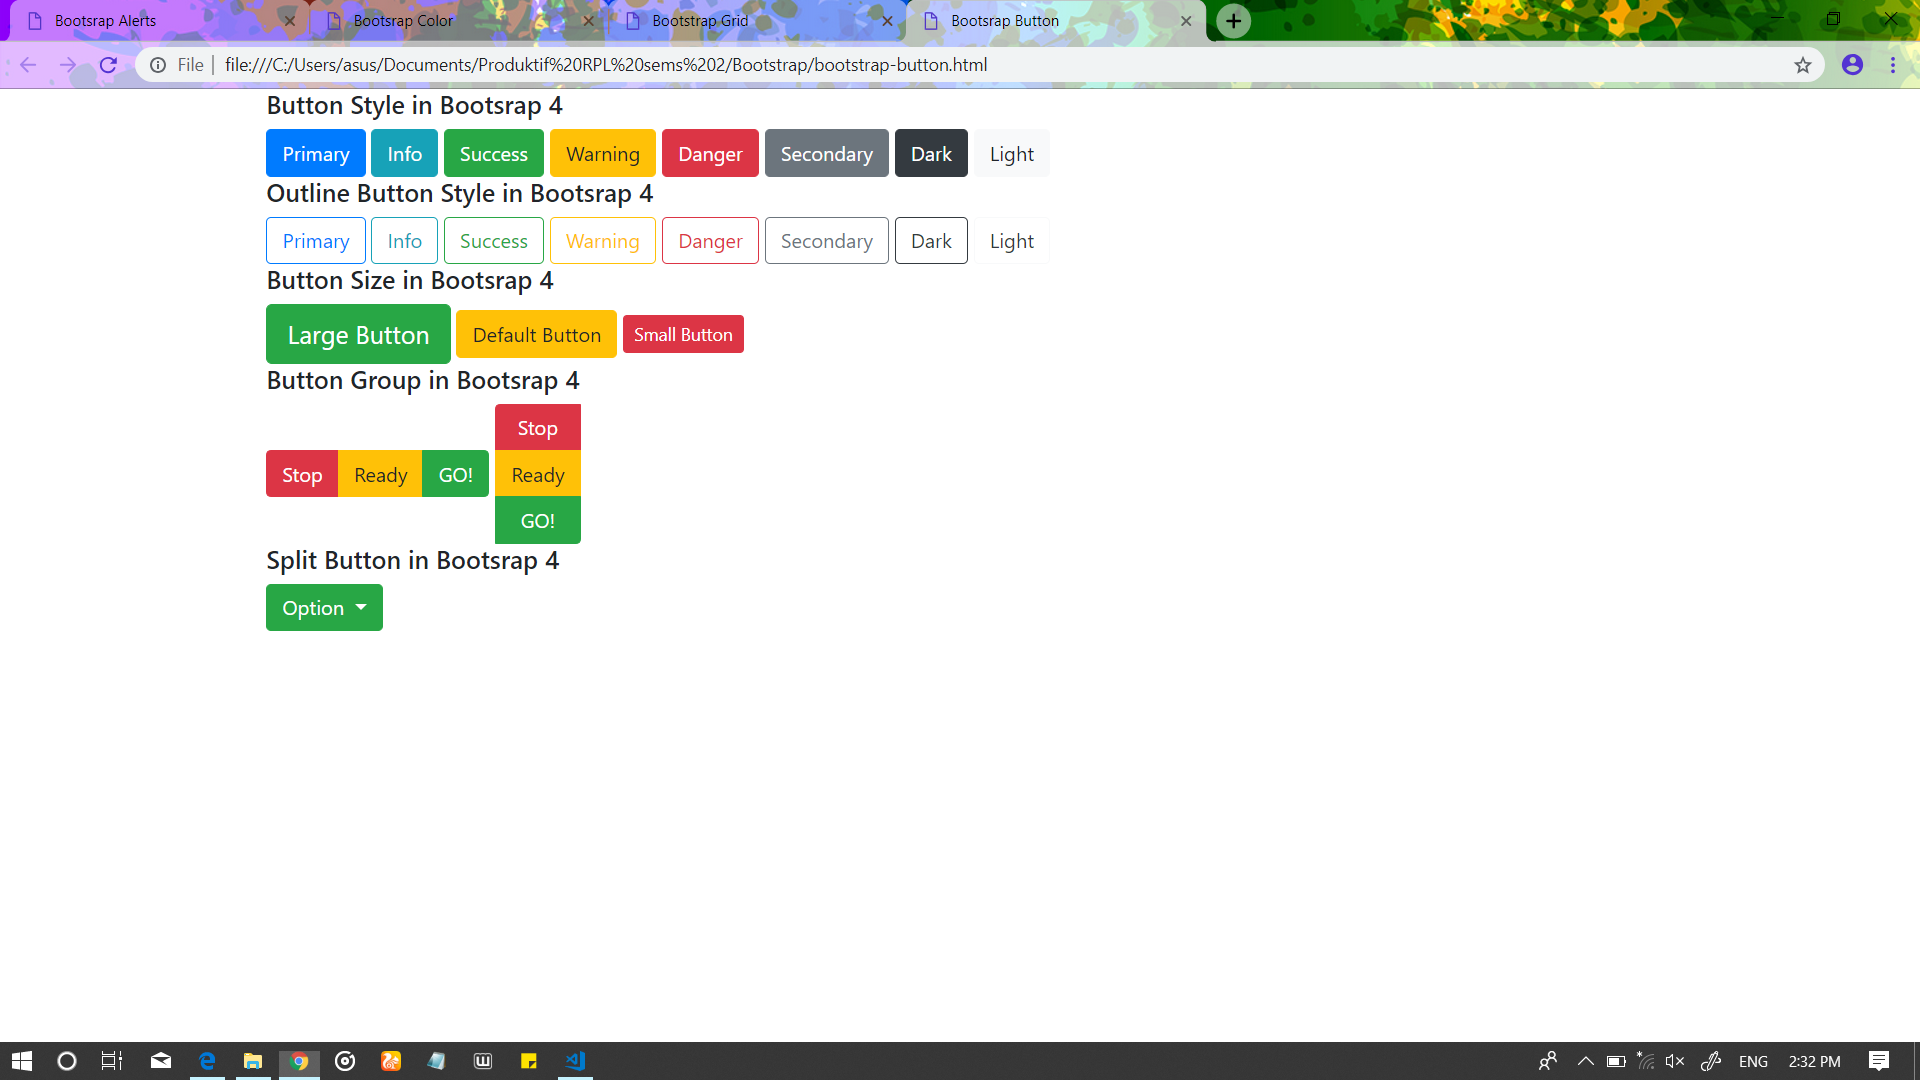 Bootsrap Alerts
Bootsrap Color
Bootstrap Grid
Bootsrap Button
File | file:///C:/Users/asus/Documents/Produktif%20RPL%20sems%202/Bootstrap/bootstrap-button.html
Button Style in Bootsrap 4
Primary Info Success Warning Danger Secondary Dark Light
Outline Button Style in Bootsrap 4
Primary Info Success Warning Danger Secondary Dark Light
Button Size in Bootsrap 4
Large Button Default Button Small Button
Button Group in Bootsrap 4
Stop
Stop Ready GO! Ready
GO!
Split Button in Bootsrap 4
Option
ENG 2:32 PM